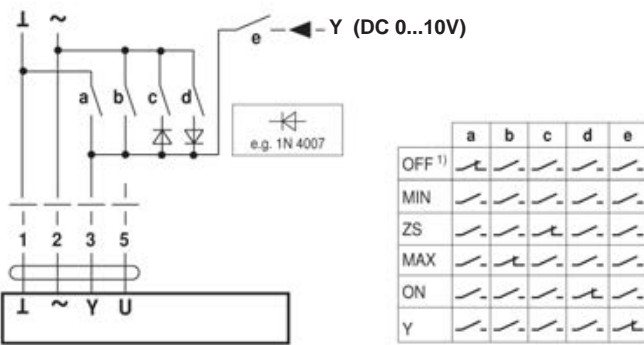 ⊥ ~
e Y (DC 0...10V)
a b c d
e.g. 1N 4007
1 2 3 5
⊥ ~ Y U
a b c d e
OFF 1)
MIN
ZS
MAX
ON
Y